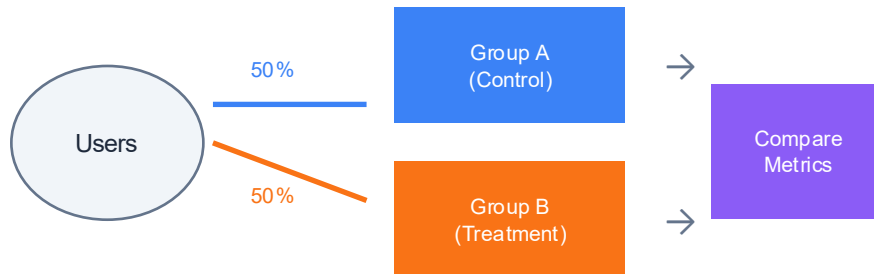 Users
50%
Group A
(Control)
50%
Group B
(Treatment)
Compare
Metrics